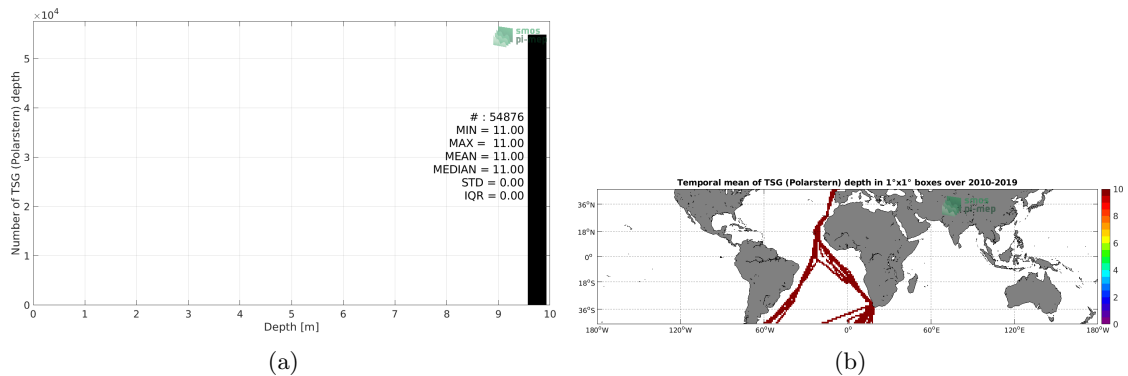 ×10⁴
5
4
3
2
1
0
Number of TSG (Polarstern) depth
smos
pi-mep
# : 54876
MIN = 11.00
MAX = 11.00
MEAN = 11.00
MEDIAN = 11.00
STD = 0.00
IQR = 0.00
0 1 2 3 4 5 6 7 8 9 10
Depth [m]
(a)
Temporal mean of TSG (Polarstern) depth in 1°x1° boxes over 2010-2019
smos
pi-mep
36°N
18°N
0°
18°S
36°S
180°W 120°W 60°W 0° 60°E 120°E 180°W
10
8
6
4
2
0
(b)